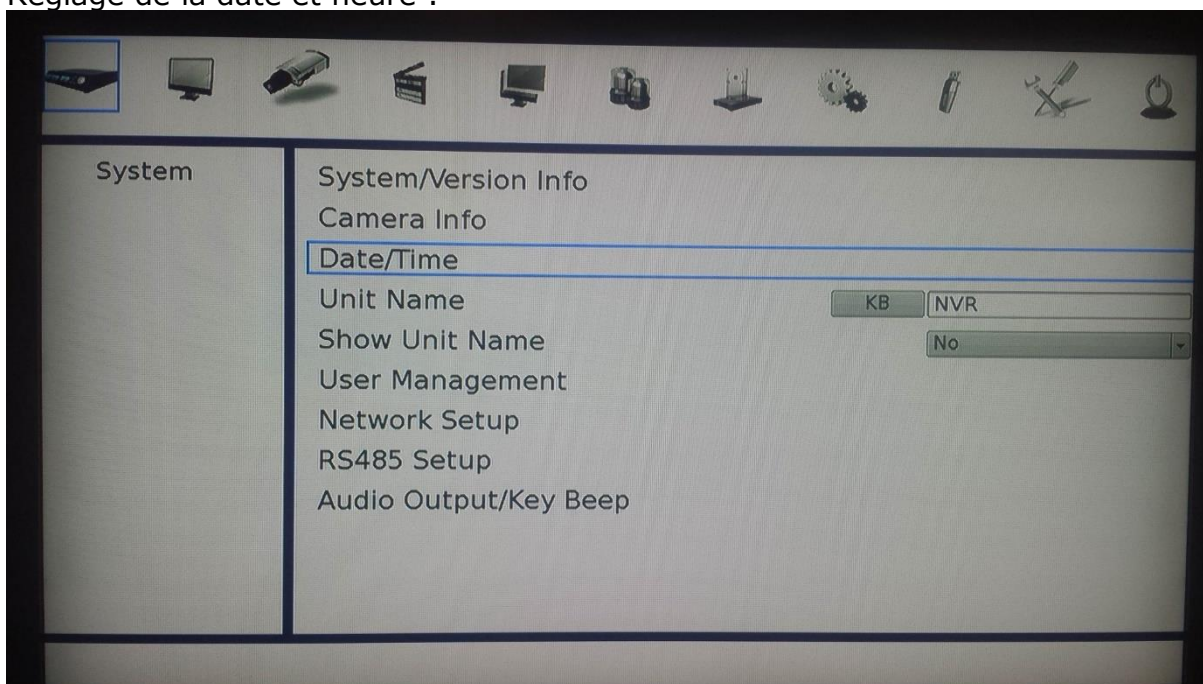 Réglage de la date et heure :
System
System/Version Info
Camera Info
Date/Time
Unit Name KB NVR
Show Unit Name No
User Management
Network Setup
RS485 Setup
Audio Output/Key Beep